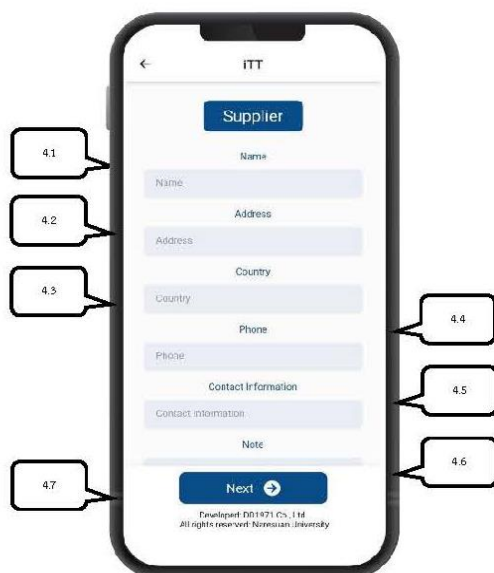 ←
iTT
Supplier
4.1
Name
Name
4.2
Address
Address
4.3
Country
Country
4.4
Phone
Phone
4.5
Contact Information
Contact Information
4.6
Note
4.7
Next
Developed: DD1971 Co., Ltd
All rights reserved: Naresuan University